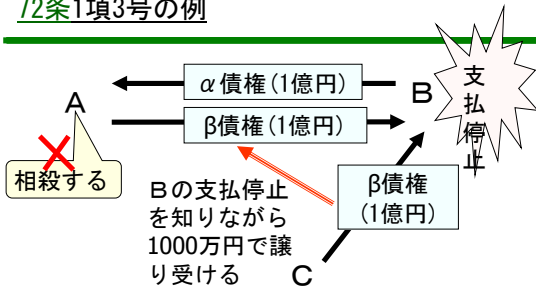 72条1項3号の例
α債権(1億円)
A
B
支
払
停
止
β債権(1億円)
相殺する
Bの支払停止
を知りながら
1000万円で譲
り受ける
β債権
(1億円)
C